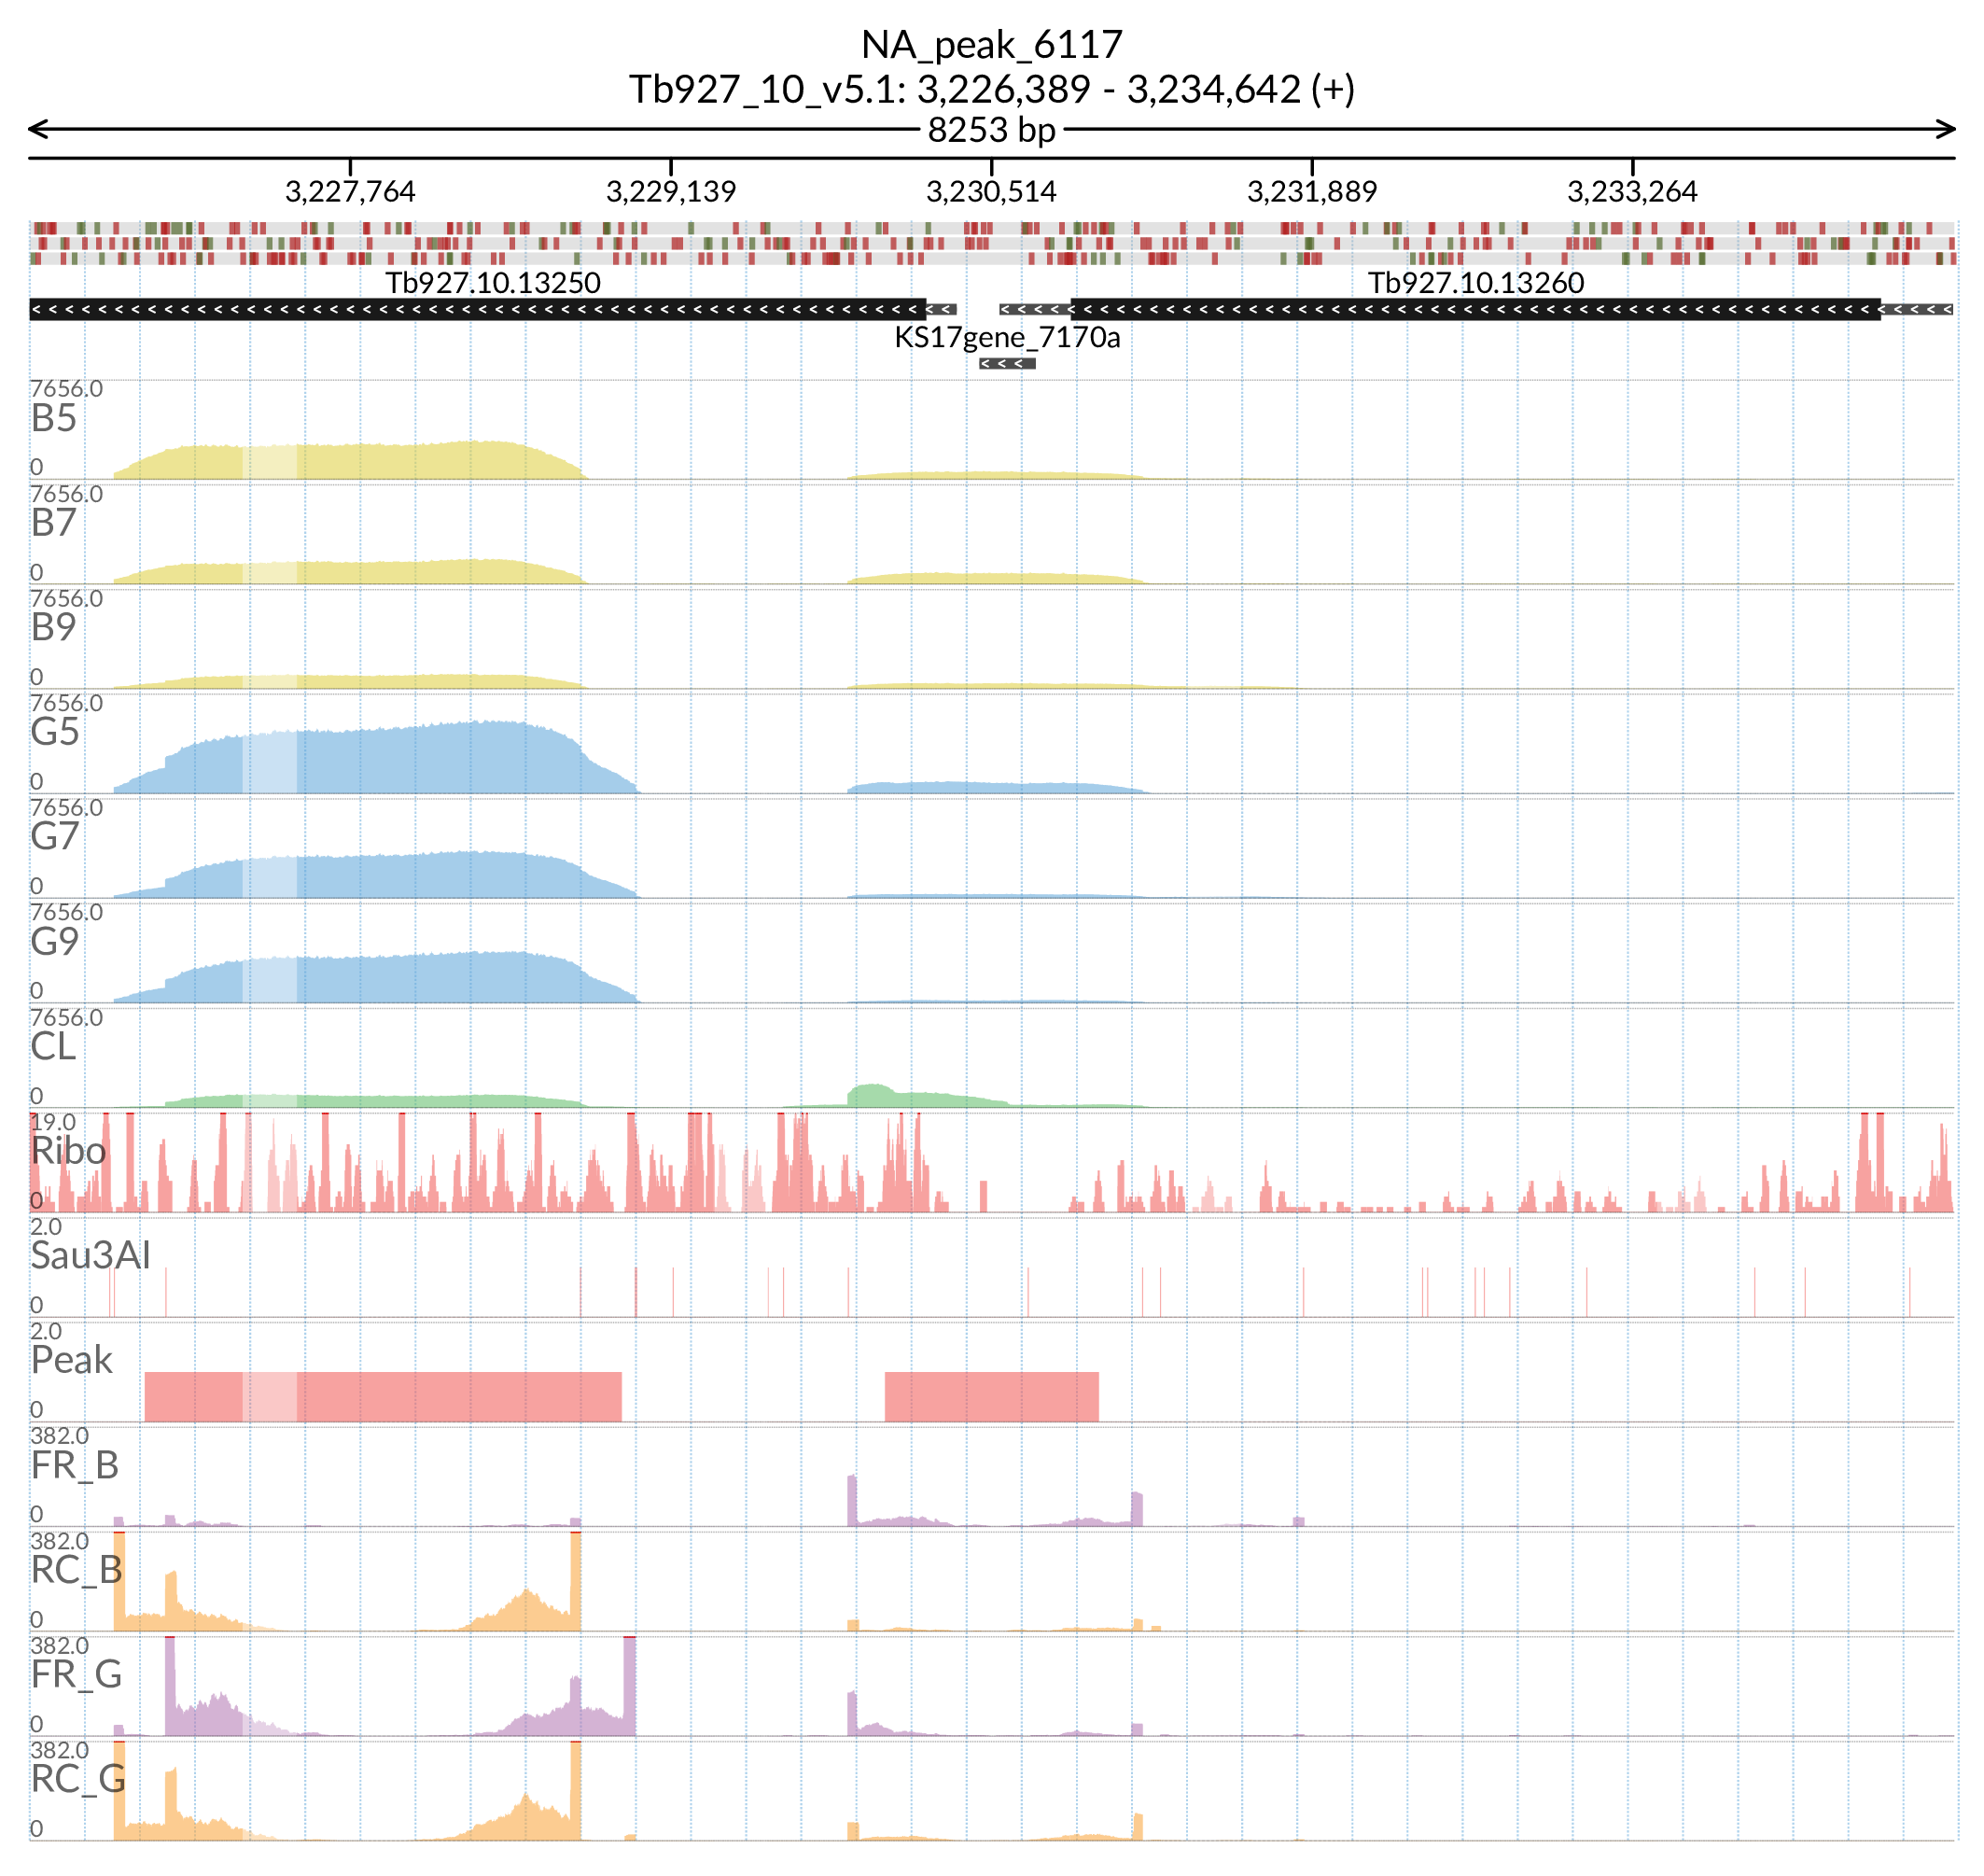 NA_peak_6117
Tb927_10_v5.1: 3,226,389 - 3,234,642 (+)
8253 bp
3,227,764 3,229,139 3,230,514 3,231,889 3,233,264
Tb927.10.13250 Tb927.10.13260
KS17gene_7170a
7656.0
B5
0
7656.0
B7
0
7656.0
B9
0
7656.0
G5
0
7656.0
G7
0
7656.0
G9
0
7656.0
CL
0
19.0
Ribo
0
2.0
Sau3AI
0
2.0
Peak
0
382.0
FR_B
0
382.0
RC_B
0
382.0
FR_G
0
382.0
RC_G
0